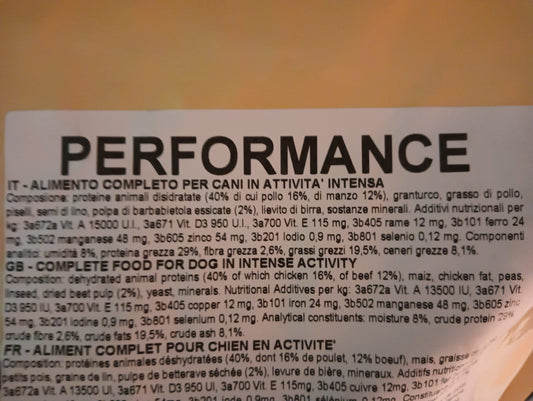 PERFORMANCE
IT - ALIMENTO COMPLETO PER CANI IN ATTIVITA' INTENSA
Composizione: proteine animali disidratate (40% di cui pollo 16%, di manzo 12%), granturco, grasso di pollo,
piselli, semi di lino, polpa di barbabietola essicate (2%), lievito di birra, sostanze minerali. Additivi nutrizionali per
kg: 3a672a Vit. A 15000 U.I., 3a671 Vit. D3 950 U.I., 3a700 Vit. E 115 mg, 3b405 rame 12 mg, 3b101 ferro 24
mg, 3b502 manganese 48 mg, 3b605 zinco 54 mg, 3b201 Iodio 0,9 mg, 3b801 selenio 0,12 mg. Componenti
analitici: umidità 8%, proteina grezza 29%, fibra grezza 2,6%, grassi grezzi 19,5%, ceneri grezze 8,1%.
GB - COMPLETE FOOD FOR DOG IN INTENSE ACTIVITY
Composition: dehydrated animal proteins (40% of which chicken 16%, of beef 12%), maiz, chicken fat, peas,
linseed, dried beet pulp (2%), yeast, minerals. Nutritional Additives per kg: 3a672a Vit. A 13500 IU, 3a671 Vit.
D3 950 IU, 3a700 Vit. E 115 mg, 3b405 copper 12 mg, 3b101 iron 24 mg, 3b502 manganese 48 mg, 3b605 zinc
54 mg, 3b201 iodine 0,9 mg, 3b801 selenium 0,12 mg. Analytical constituents: moisture 8%, crude protein 29%
crude fibre 2,6%, crude fats 19,5%, crude ash 8,1%.
FR - ALIMENT COMPLET POUR CHIEN EN ACTIVITE'
Composition: protéines animales déshydratées (40%, dont 16% de poulet, 12% boeuf), mais, graisse
petits pois, graine de lin, pulpe de betterave séchée (2%), levure de bière, minéraux. Additifs
3a672a Vit. A 13500 UI, 3a671 Vit. D3 950 UI, 3a700 Vit. E 115mg, 3b405 cuivre 12mg, 3b101
54mg, 3b201 iode 0,9mg, 3b801 sélénium 0,12mg.